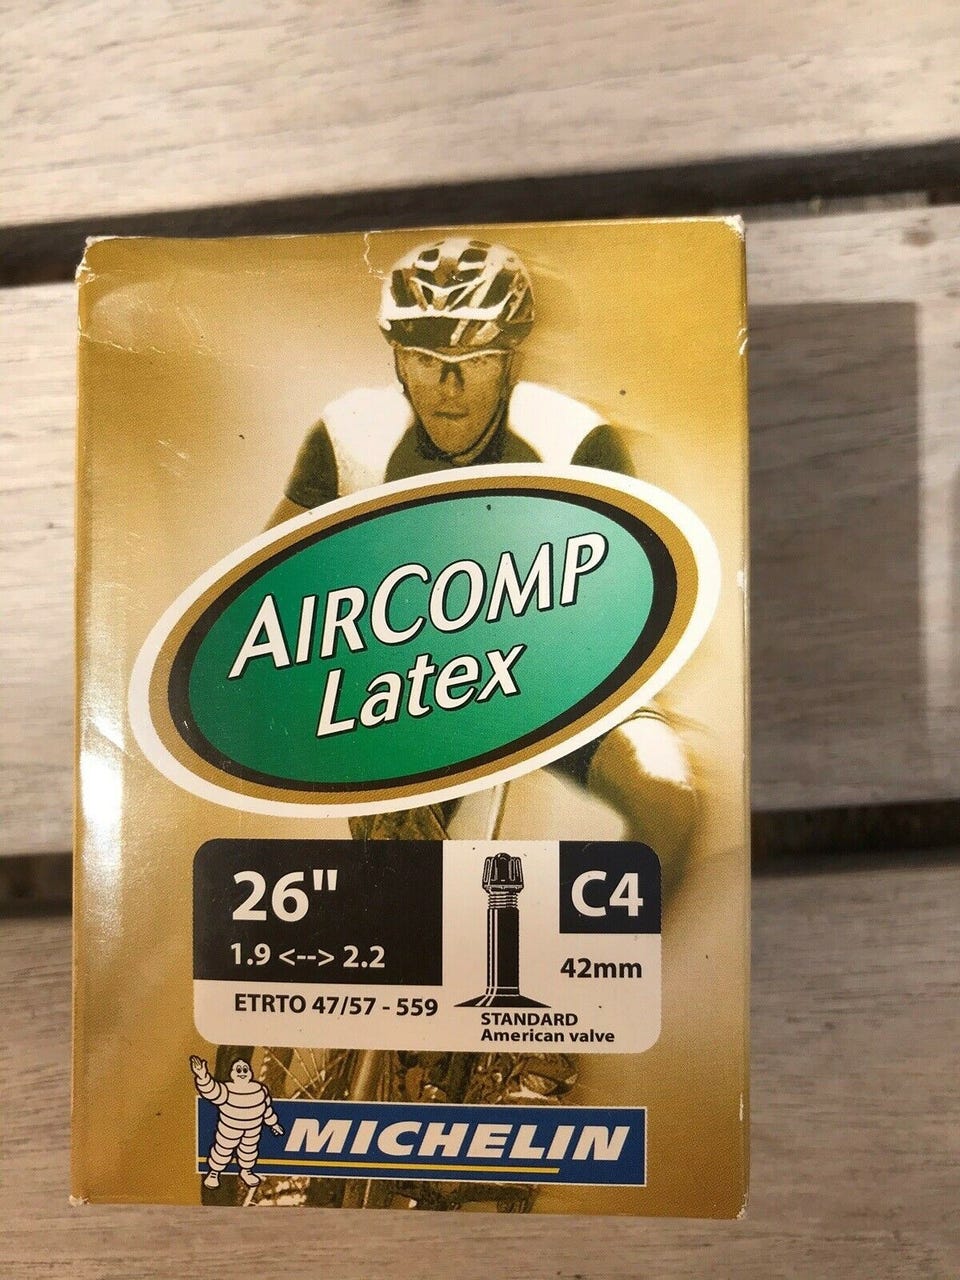 AIRCOMP
Latex
26"
1.9 <--> 2.2
ETRTO 47/57 - 559
C4
42mm
STANDARD
American valve
MICHELIN